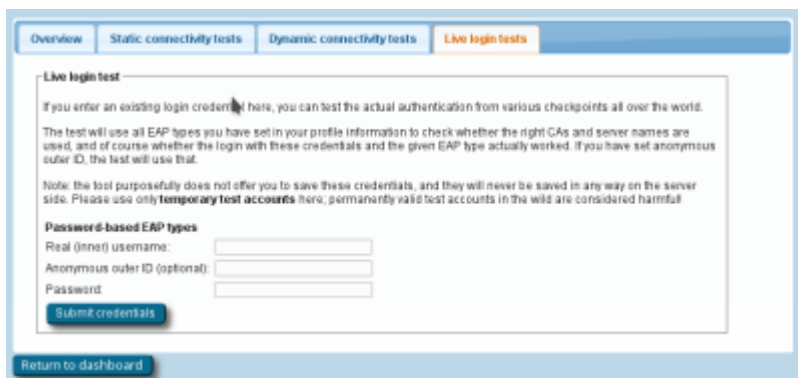 Overview Static connectivity tests Dynamic connectivity tests Live login tests
Live login test
If you enter an existing login credential here, you can test the actual authentication from various checkpoints all over the world.
The test will use all EAP types you have set in your profile information to check whether the right CAs and server names are
used, and of course whether the login with these credentials and the given EAP type actually worked. If you have set anonymous
outer ID, the test will use that.
Note: the tool purposefully does not offer you to save these credentials, and they will never be saved in any way on the server
side. Please use only temporary test accounts here; permanently valid test accounts in the wild are considered harmful!
Password-based EAP types
Real (inner) username:
Anonymous outer ID (optional):
Password:
Submit credentials
Return to dashboard